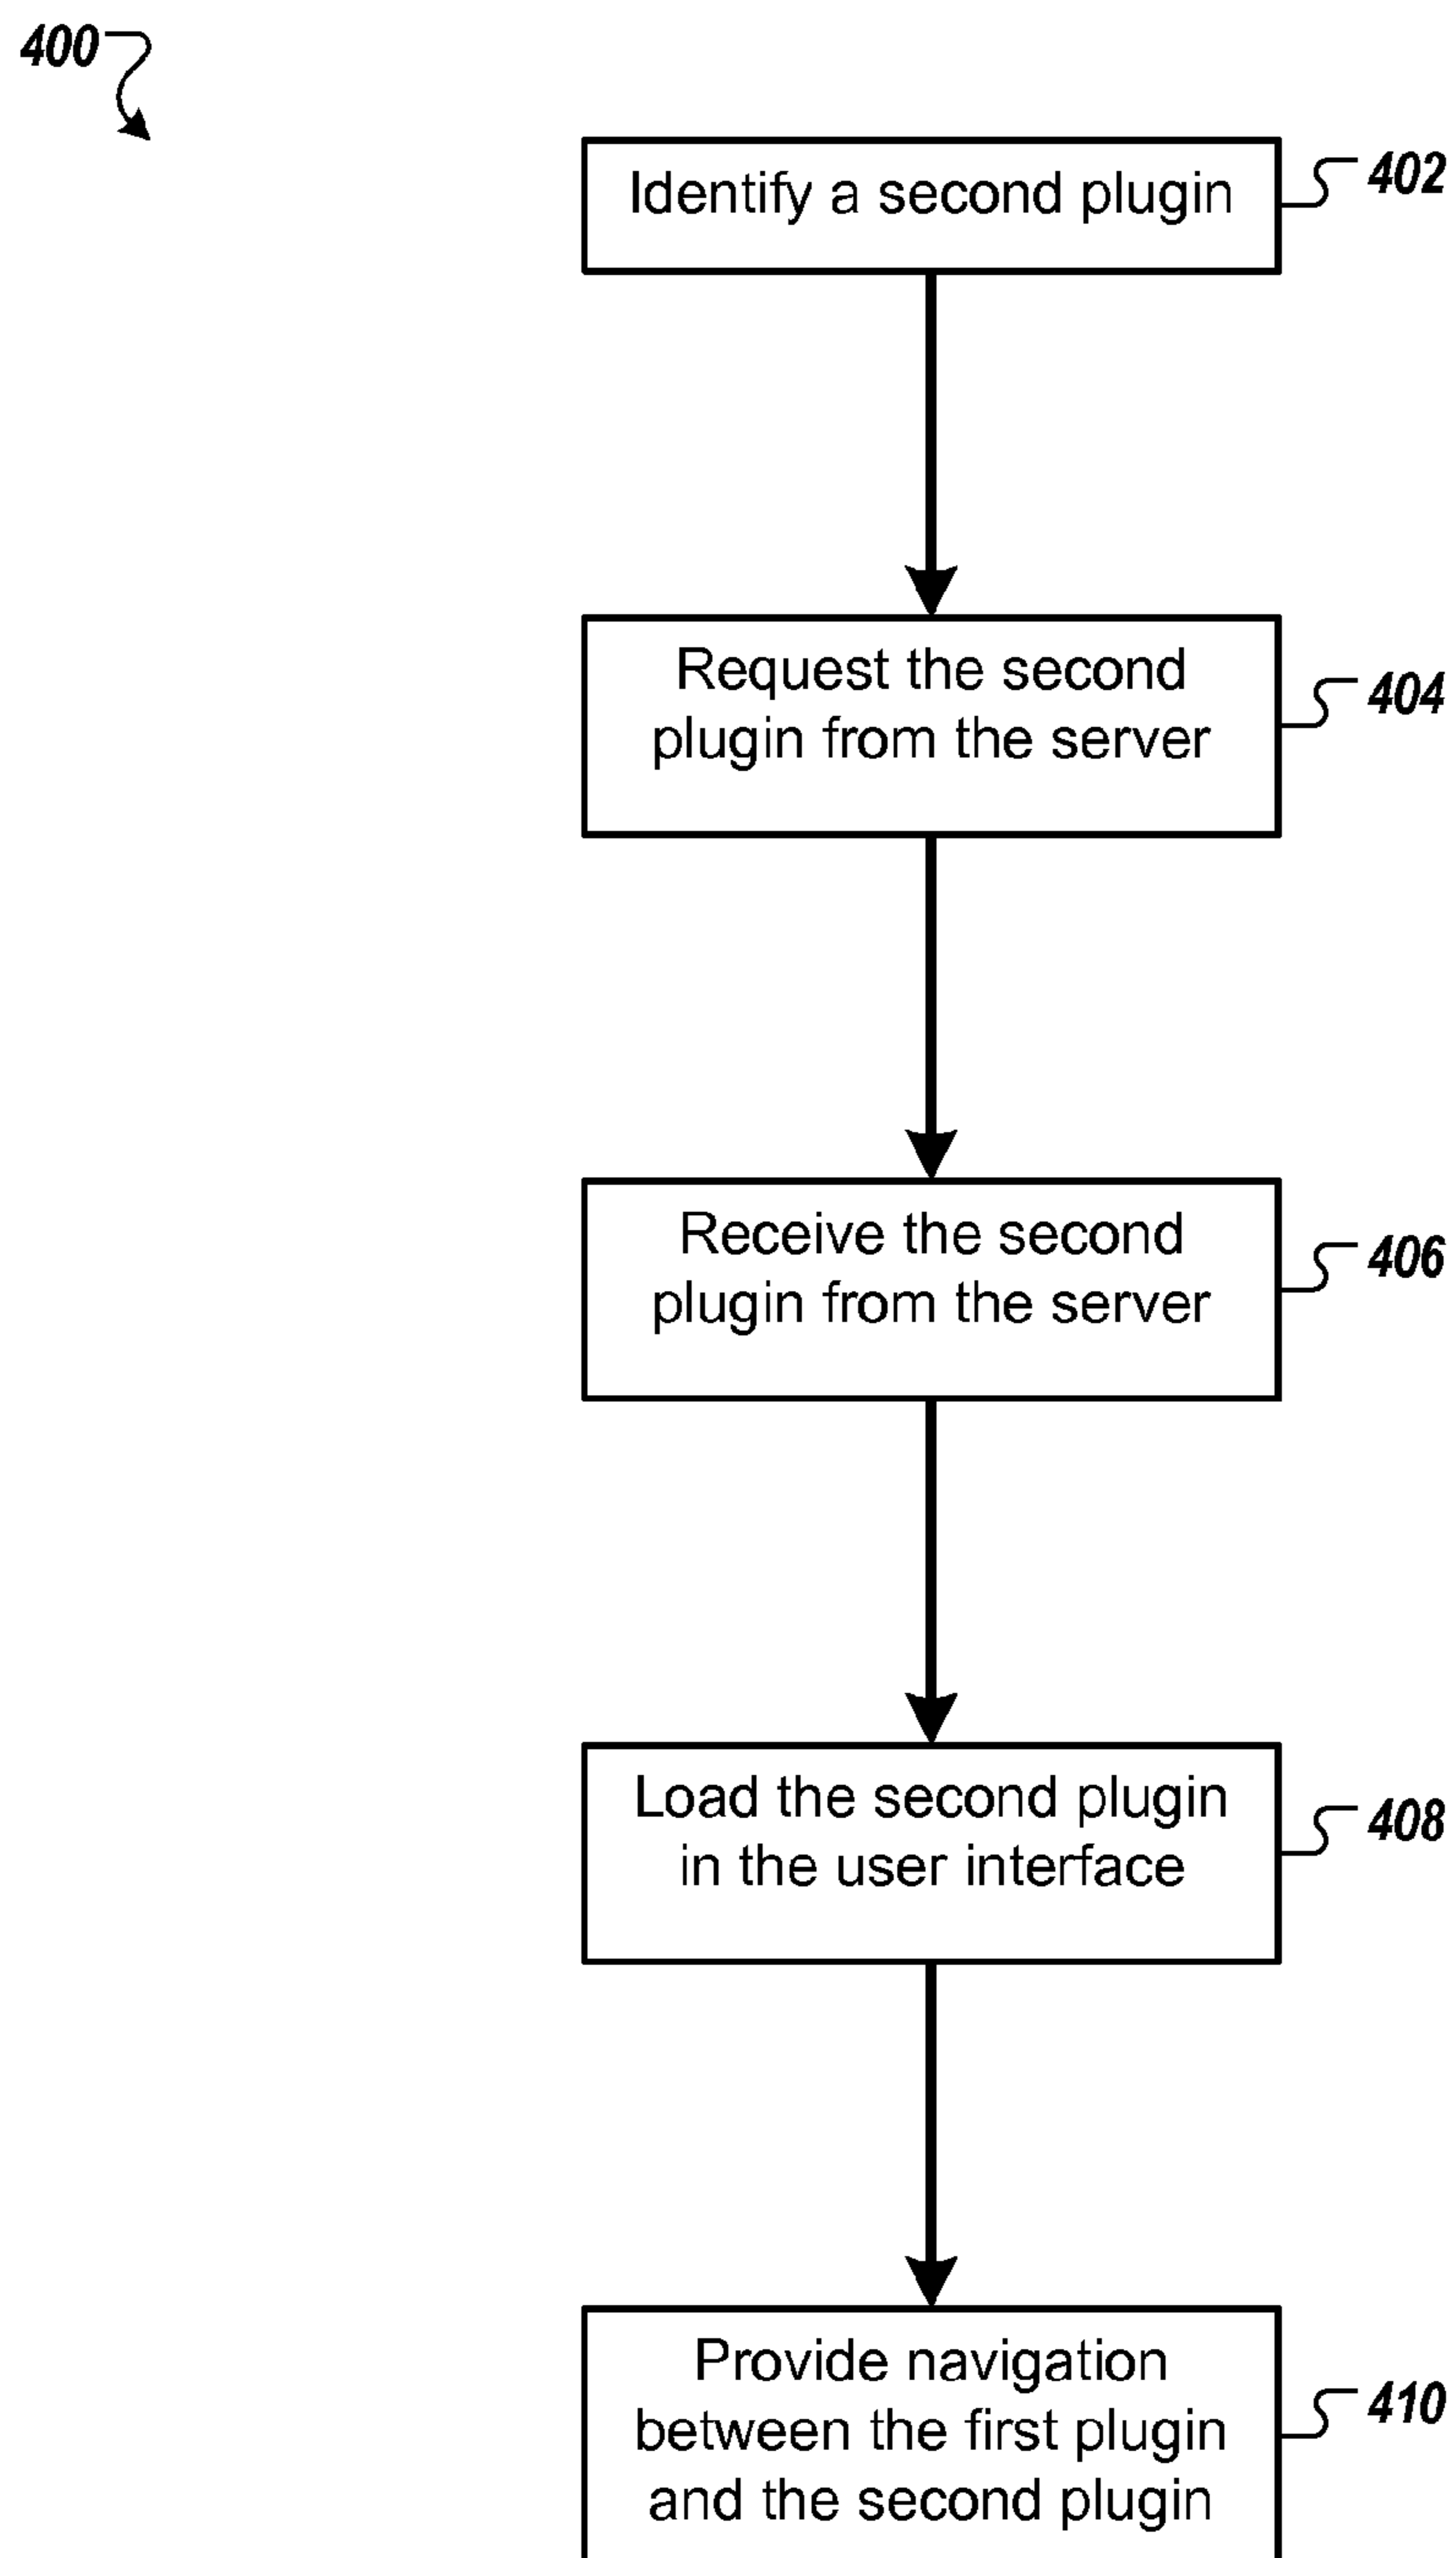 400
Identify a second plugin
402
Request the second
plugin from the server
404
Receive the second
plugin from the server
406
Load the second plugin
in the user interface
408
Provide navigation
between the first plugin
and the second plugin
410